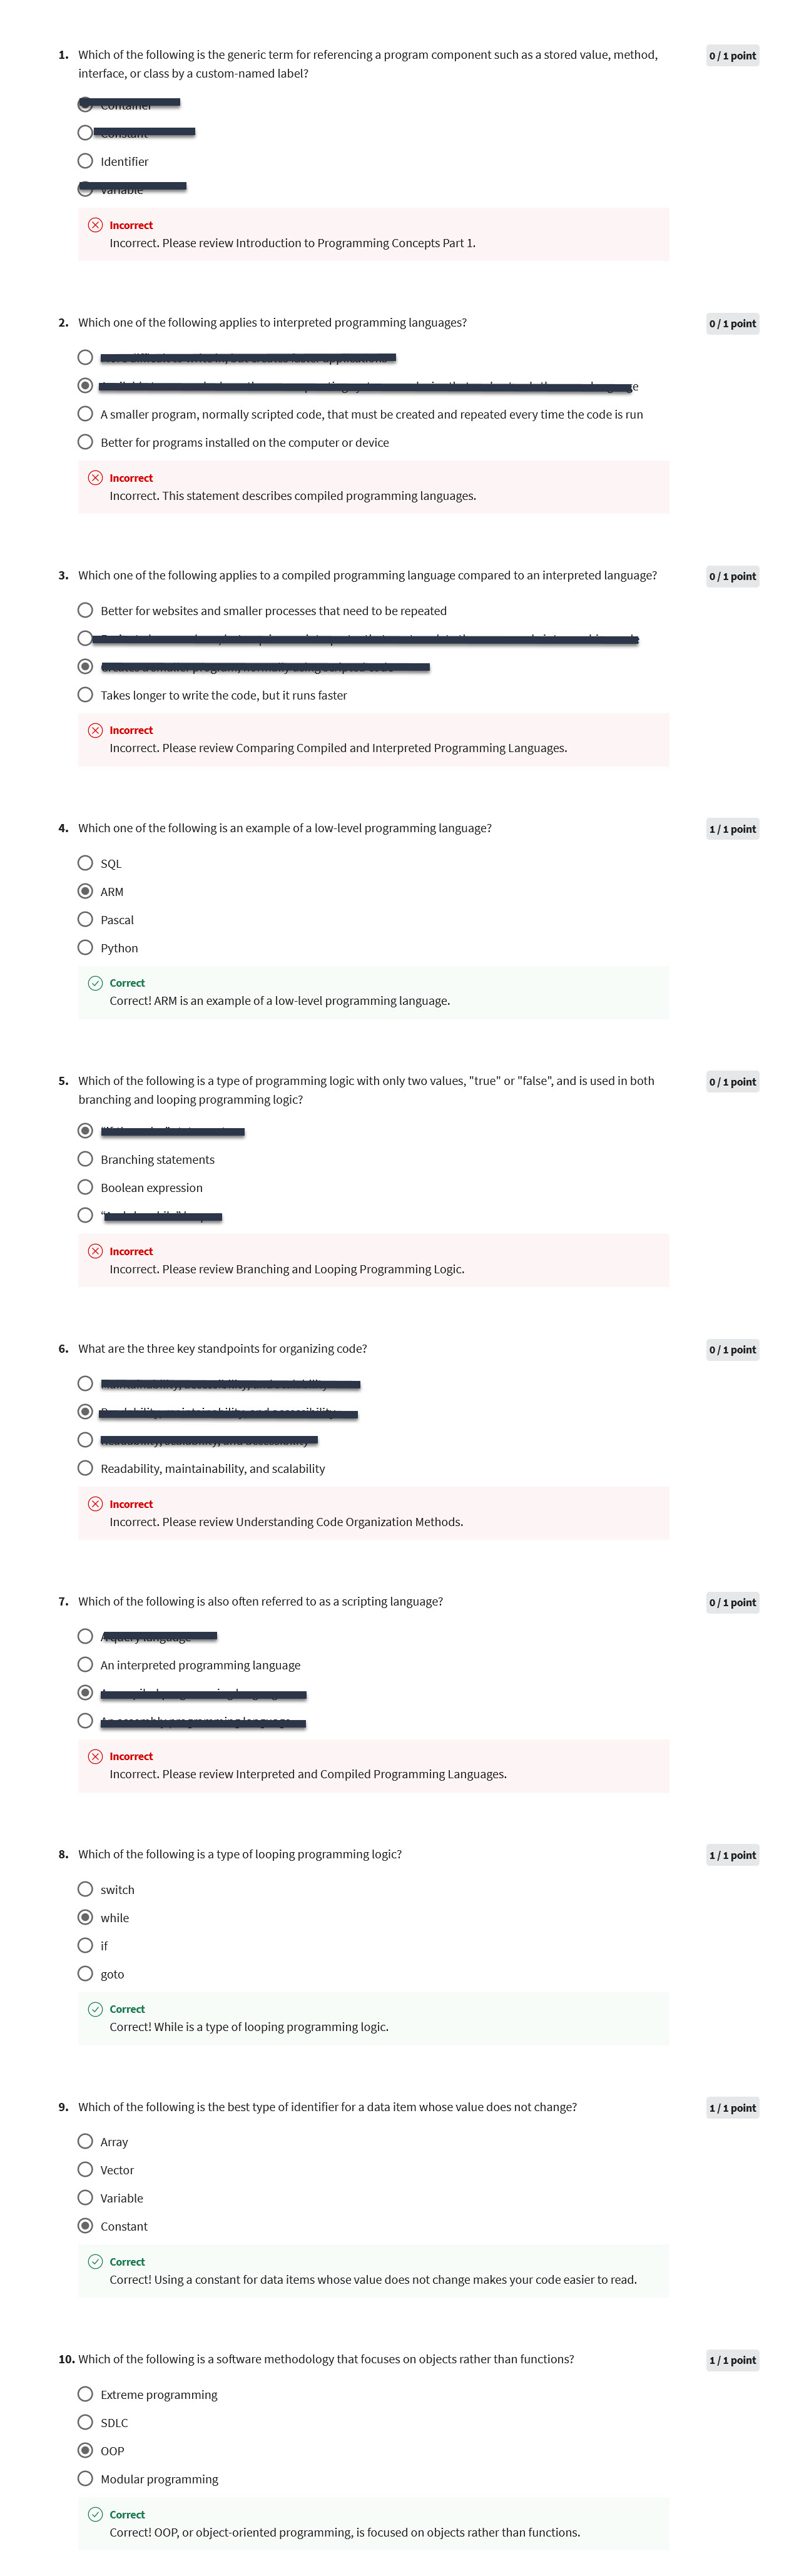 1. Which of the following is the generic term for referencing a program component such as a stored value, method, 0 / 1 point
interface, or class by a custom-named label?
Container
Constant
Identifier
Variable
Incorrect
Incorrect. Please review Introduction to Programming Concepts Part 1.
2. Which one of the following applies to interpreted programming languages? 0 / 1 point
A smaller program, normally scripted code, that must be created and repeated every time the code is run
Better for programs installed on the computer or device
Incorrect
Incorrect. This statement describes compiled programming languages.
3. Which one of the following applies to a compiled programming language compared to an interpreted language? 0 / 1 point
Better for websites and smaller processes that need to be repeated
Takes longer to write the code, but it runs faster
Incorrect
Incorrect. Please review Comparing Compiled and Interpreted Programming Languages.
4. Which one of the following is an example of a low-level programming language? 1 / 1 point
SQL
ARM
Pascal
Python
Correct
Correct! ARM is an example of a low-level programming language.
5. Which of the following is a type of programming logic with only two values, "true" or "false", and is used in both 0 / 1 point
branching and looping programming logic?
Branching statements
Boolean expression
Incorrect
Incorrect. Please review Branching and Looping Programming Logic.
6. What are the three key standpoints for organizing code? 0 / 1 point
Readability, maintainability, and scalability
Incorrect
Incorrect. Please review Understanding Code Organization Methods.
7. Which of the following is also often referred to as a scripting language? 0 / 1 point
An interpreted programming language
Incorrect
Incorrect. Please review Interpreted and Compiled Programming Languages.
8. Which of the following is a type of looping programming logic? 1 / 1 point
switch
while
if
goto
Correct
Correct! While is a type of looping programming logic.
9. Which of the following is the best type of identifier for a data item whose value does not change? 1 / 1 point
Array
Vector
Variable
Constant
Correct
Correct! Using a constant for data items whose value does not change makes your code easier to read.
10. Which of the following is a software methodology that focuses on objects rather than functions? 1 / 1 point
Extreme programming
SDLC
OOP
Modular programming
Correct
Correct! OOP, or object-oriented programming, is focused on objects rather than functions.